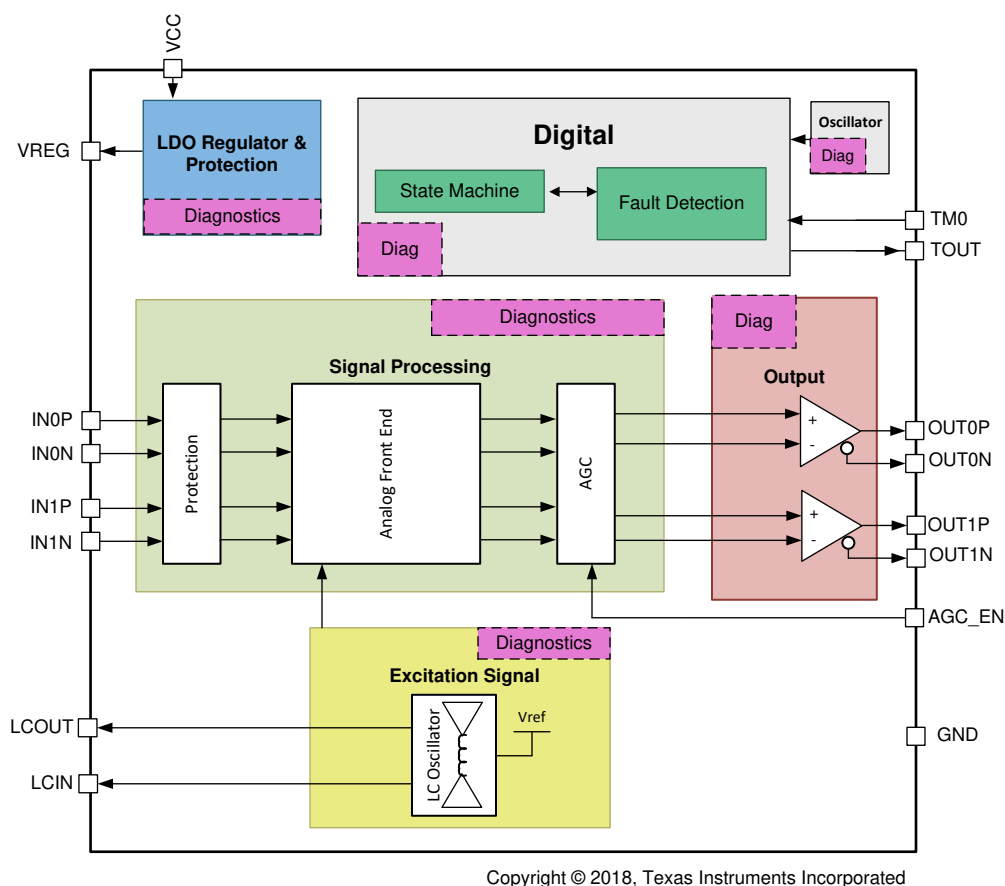 VCC
VREG
LDO Regulator &
Protection
Diagnostics
Digital
State Machine
Fault Detection
Diag
Oscillator
Diag
TM0
TOUT
Diagnostics
Signal Processing
Diag
Output
IN0P
IN0N
IN1P
IN1N
Protection
Analog Front End
AGC
+
-
+
-
OUT0P
OUT0N
OUT1P
OUT1N
AGC_EN
Diagnostics
Excitation Signal
LC Oscillator
Vref
LCOUT
LCIN
GND
Copyright © 2018, Texas Instruments Incorporated